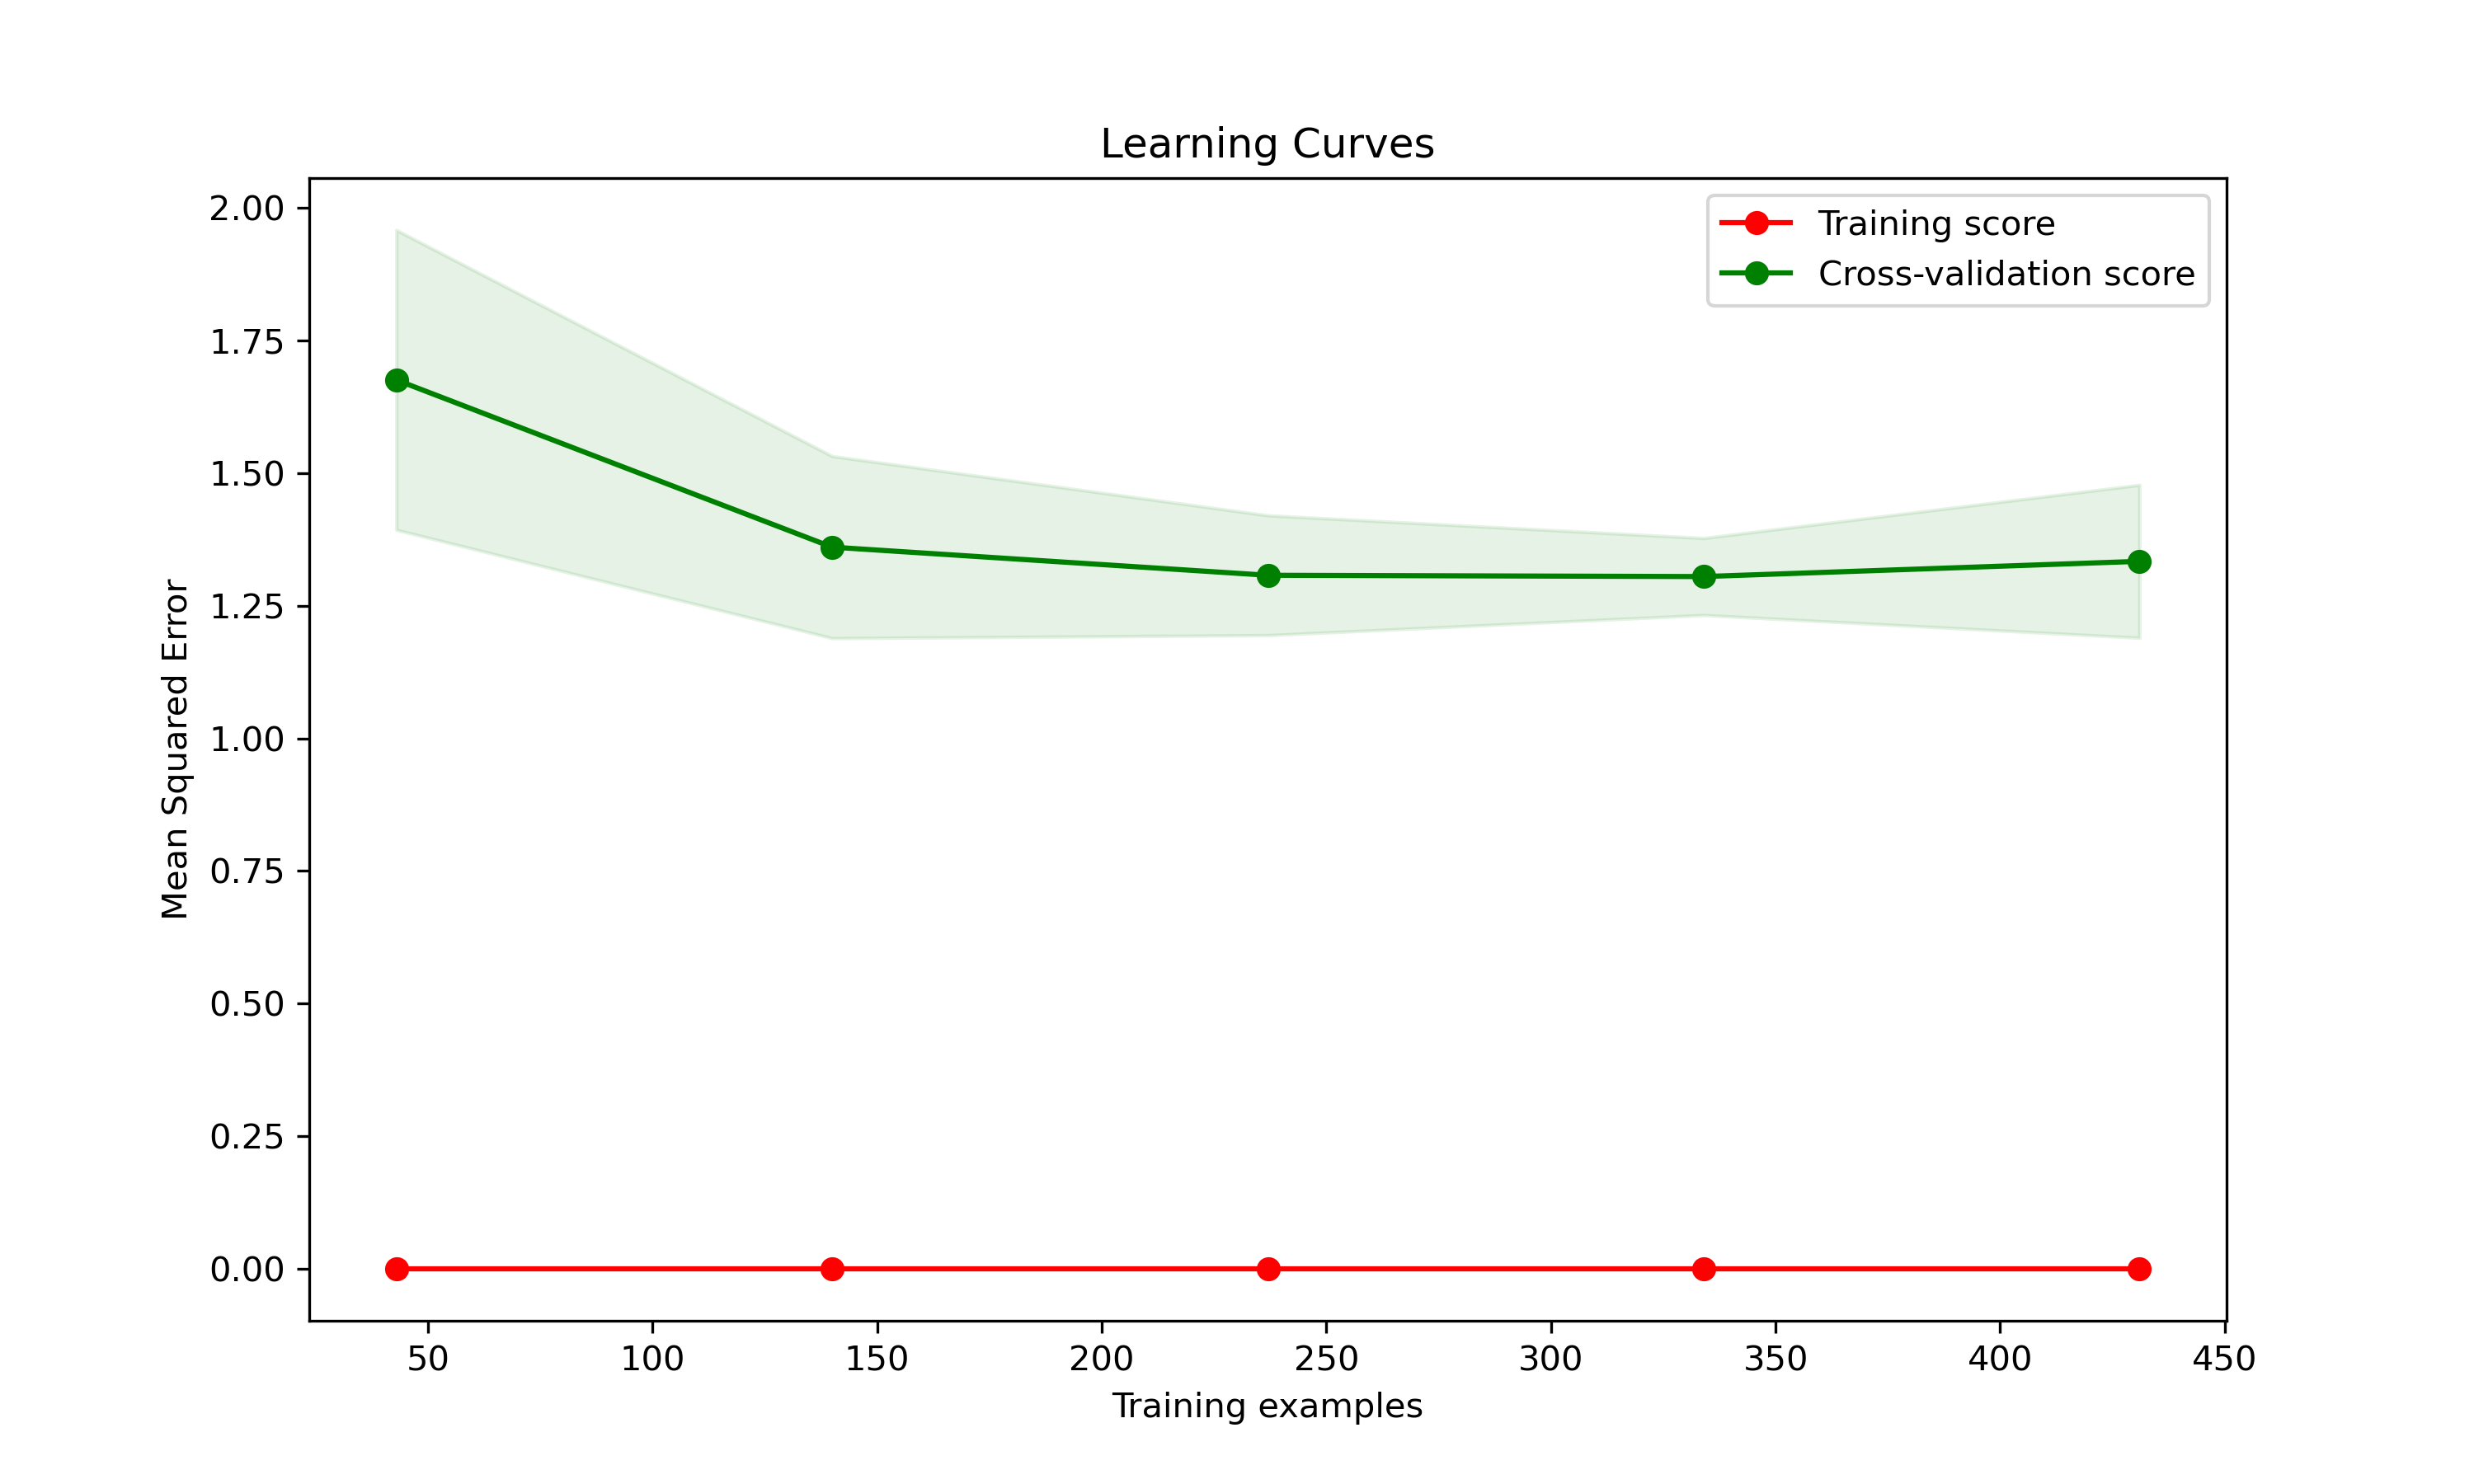 Learning Curves
Training score
Cross-validation score
Mean Squared Error
2.00
1.75
1.50
1.25
1.00
0.75
0.50
0.25
0.00
50 100 150 200 250 300 350 400 450
Training examples